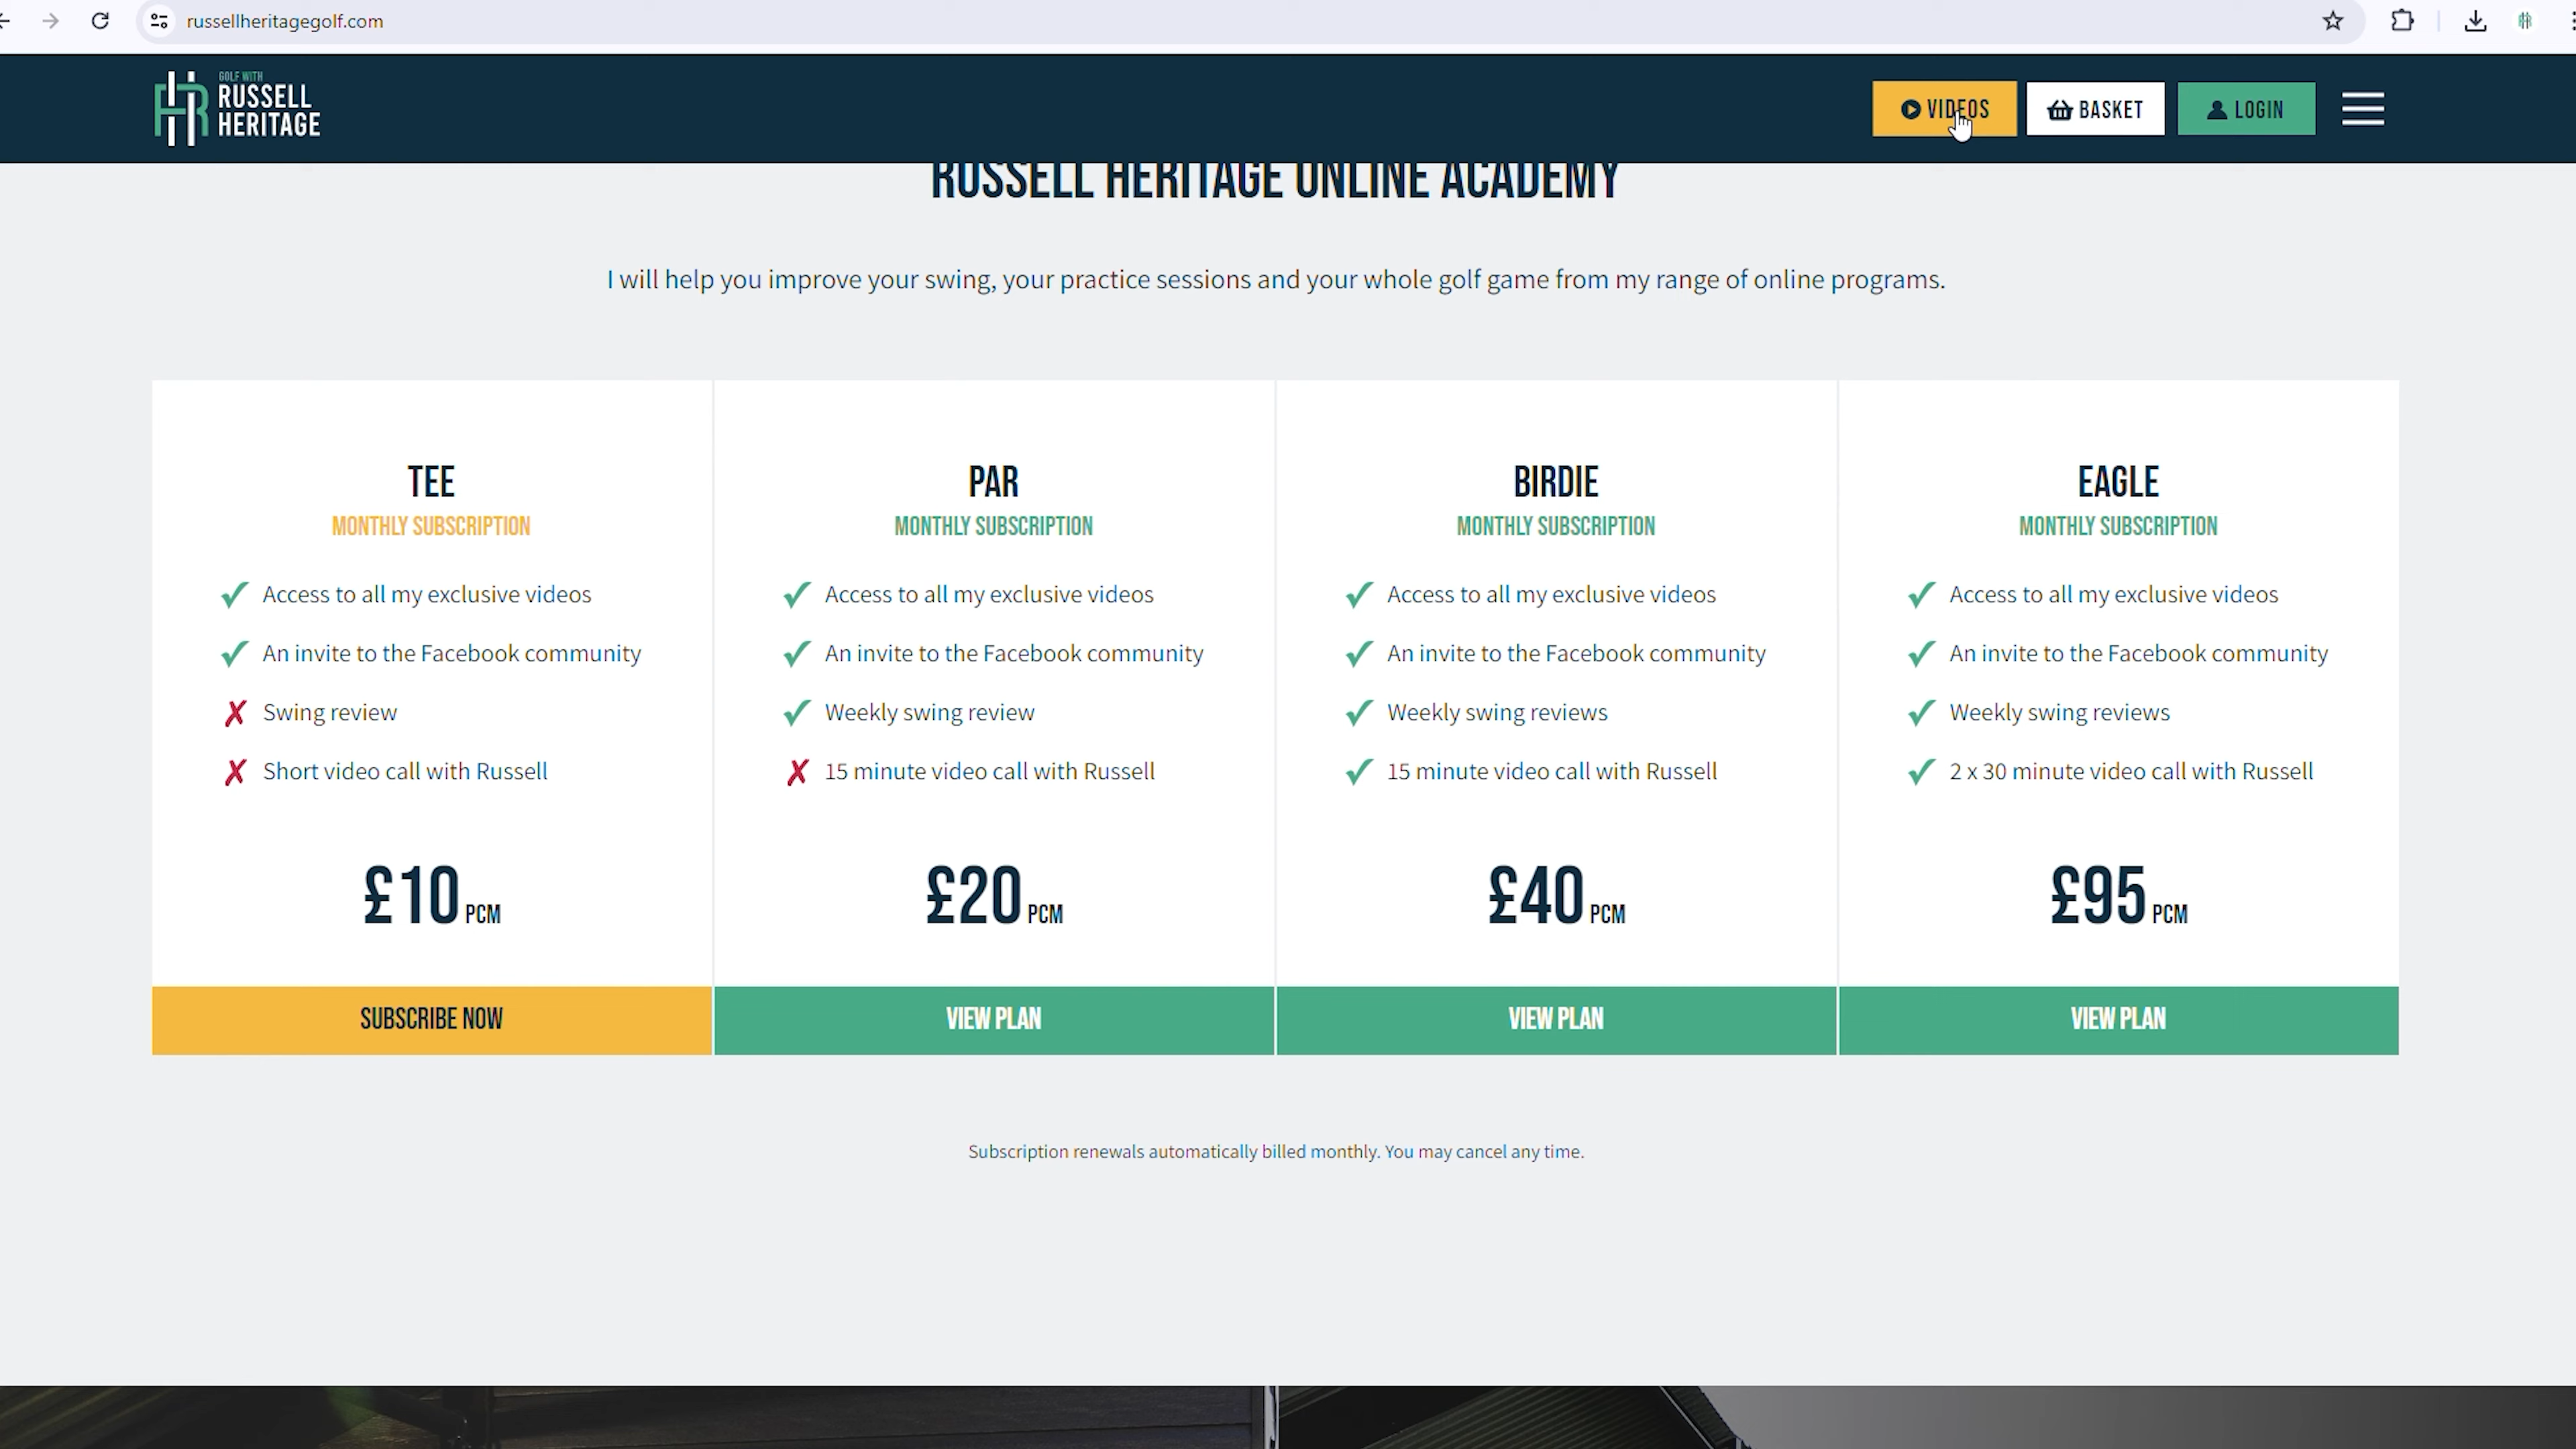 russellheritagegolf.com
GOLF WITH
RUSSELL
HERITAGE
VIDEOS
BASKET
LOGIN
RUSSELL HERITAGE ONLINE ACADEMY
I will help you improve your swing, your practice sessions and your whole golf game from my range of online programs.
TEE
MONTHLY SUBSCRIPTION
Access to all my exclusive videos
An invite to the Facebook community
Swing review
Short video call with Russell
£10 PCM
SUBSCRIBE NOW
PAR
MONTHLY SUBSCRIPTION
Access to all my exclusive videos
An invite to the Facebook community
Weekly swing review
15 minute video call with Russell
£20 PCM
VIEW PLAN
BIRDIE
MONTHLY SUBSCRIPTION
Access to all my exclusive videos
An invite to the Facebook community
Weekly swing reviews
15 minute video call with Russell
£40 PCM
VIEW PLAN
EAGLE
MONTHLY SUBSCRIPTION
Access to all my exclusive videos
An invite to the Facebook community
Weekly swing reviews
2 x 30 minute video call with Russell
£95 PCM
VIEW PLAN
Subscription renewals automatically billed monthly. You may cancel any time.